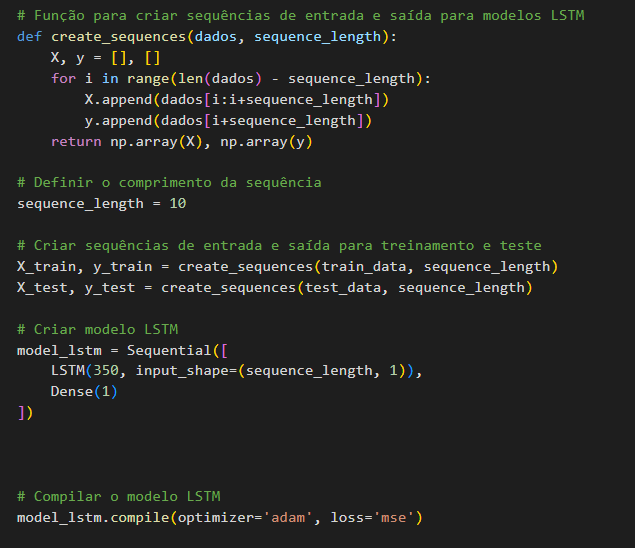 # Função para criar sequências de entrada e saída para modelos LSTM
def create_sequences(dados, sequence_length):
    X, y = [], []
    for i in range(len(dados) - sequence_length):
        X.append(dados[i:i+sequence_length])
        y.append(dados[i+sequence_length])
    return np.array(X), np.array(y)

# Definir o comprimento da sequência
sequence_length = 10

# Criar sequências de entrada e saída para treinamento e teste
X_train, y_train = create_sequences(train_data, sequence_length)
X_test, y_test = create_sequences(test_data, sequence_length)

# Criar modelo LSTM
model_lstm = Sequential([
    LSTM(350, input_shape=(sequence_length, 1)),
    Dense(1)
])

# Compilar o modelo LSTM
model_lstm.compile(optimizer='adam', loss='mse')